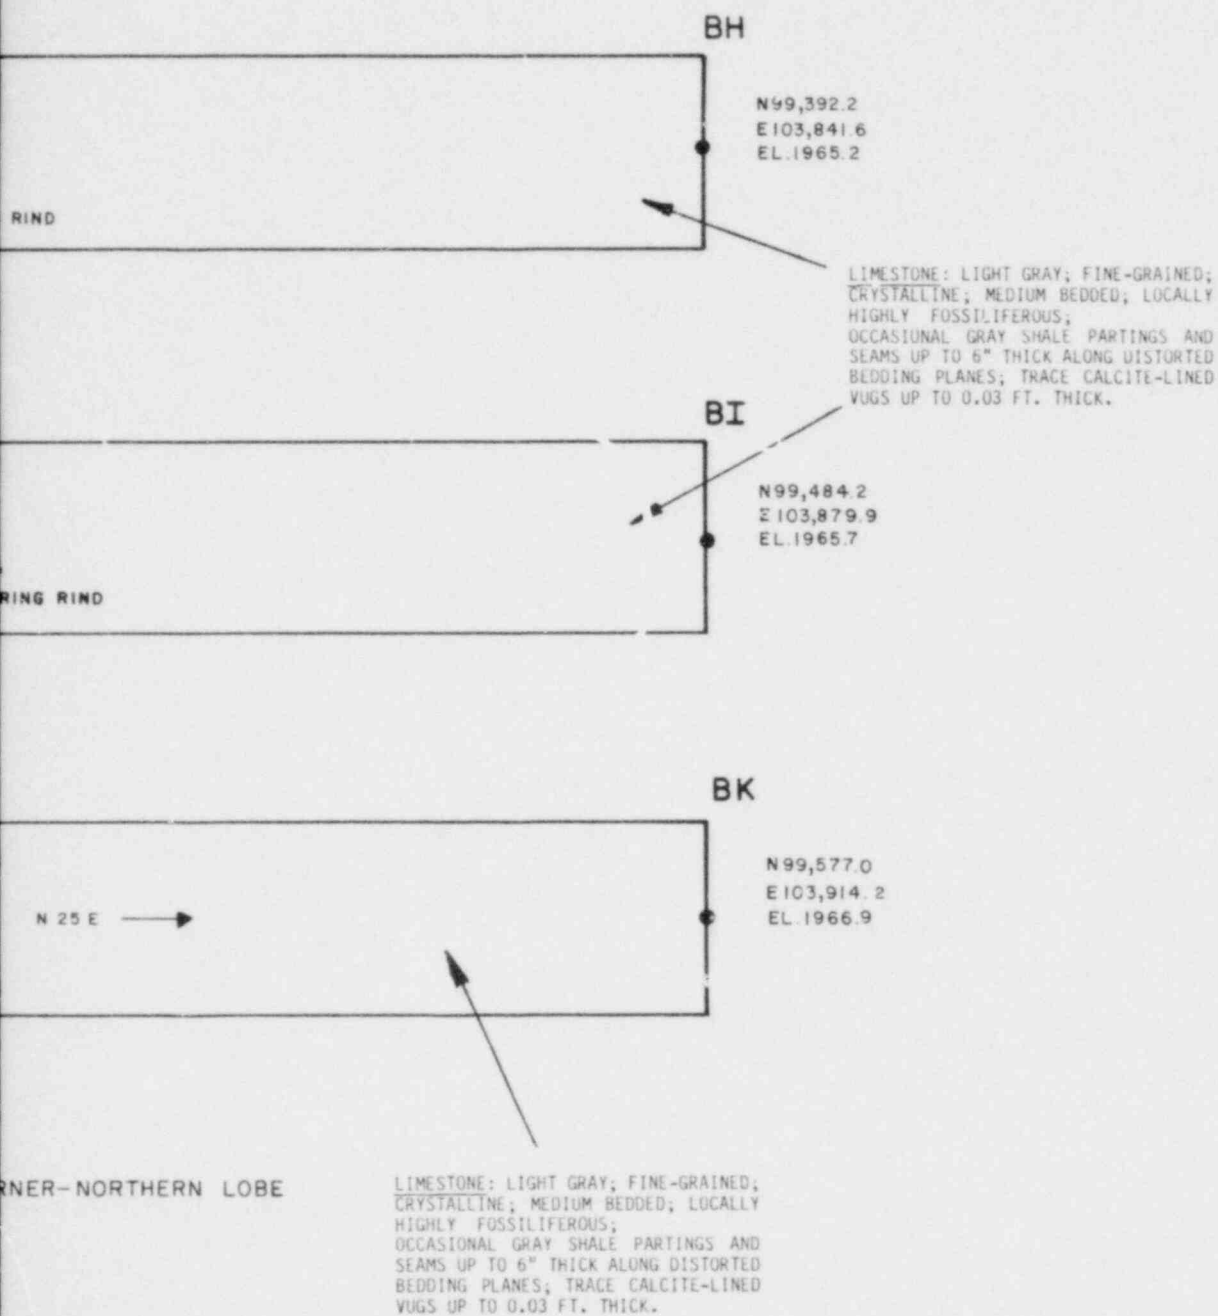 BH
N99,392.2
E103,841.6
EL.1965.2
RIND
LIMESTONE: LIGHT GRAY; FINE-GRAINED;
CRYSTALLINE; MEDIUM BEDDED; LOCALLY
HIGHLY FOSSILIFEROUS;
OCCASIONAL GRAY SHALE PARTINGS AND
SEAMS UP TO 6" THICK ALONG DISTORTED
BEDDING PLANES; TRACE CALCITE-LINED
VUGS UP TO 0.03 FT. THICK.
BI
N99,484.2
E103,879.9
EL.1965.7
RING RIND
BK
N99,577.0
E103,914.2
EL.1966.9
N 25 E
RNER-NORTHERN LOBE
LIMESTONE: LIGHT GRAY; FINE-GRAINED;
CRYSTALLINE; MEDIUM BEDDED; LOCALLY
HIGHLY FOSSILIFEROUS;
OCCASIONAL GRAY SHALE PARTINGS AND
SEAMS UP TO 6" THICK ALONG DISTORTED
BEDDING PLANES; TRACE CALCITE-LINED
VUGS UP TO 0.03 FT. THICK.